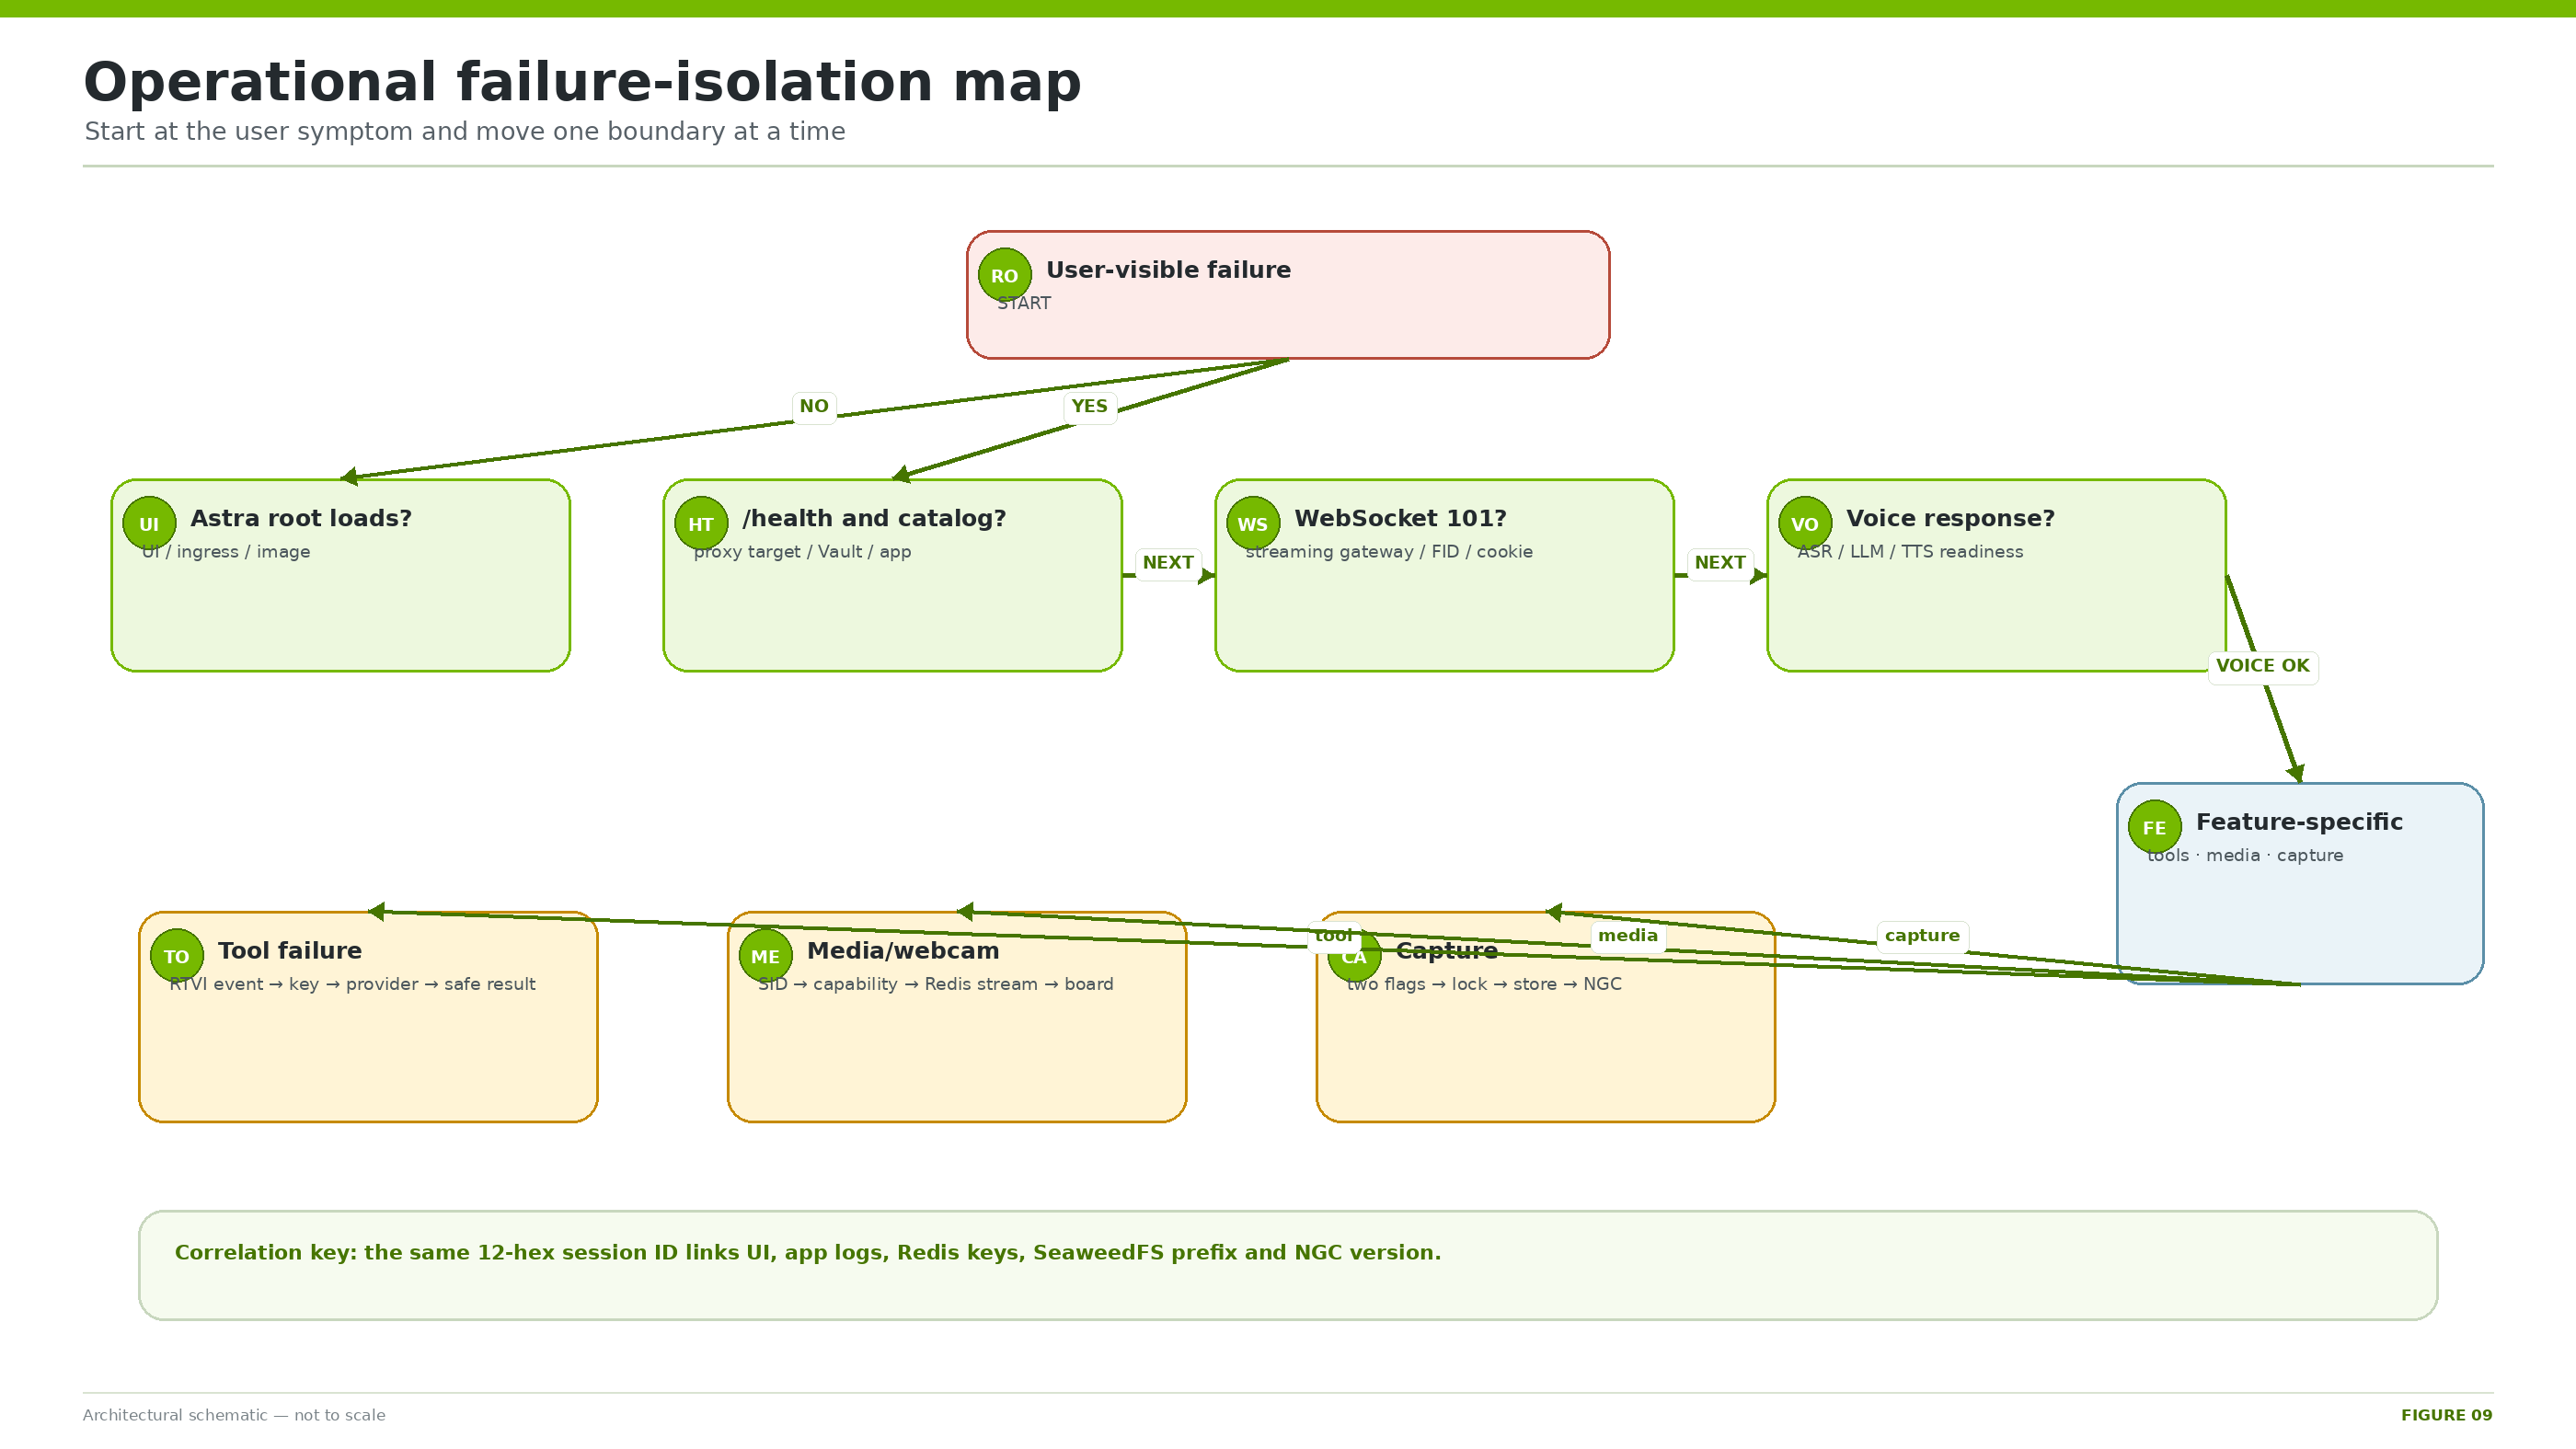 Operational failure-isolation map
Start at the user symptom and move one boundary at a time
RO
User-visible failure
START
NO
YES
UI
Astra root loads?
UI / ingress / image
HT
/health and catalog?
proxy target / Vault / app
NEXT
WS
WebSocket 101?
streaming gateway / FID / cookie
NEXT
VO
Voice response?
ASR / LLM / TTS readiness
VOICE OK
FE
Feature-specific
tools · media · capture
TO
Tool failure
RTVI event → key → provider → safe result
ME
Media/webcam
SID → capability → Redis stream → board
tool
CA
Capture
two flags → lock → store → NGC
media
capture
Correlation key: the same 12-hex session ID links UI, app logs, Redis keys, SeaweedFS prefix and NGC version.
Architectural schematic — not to scale
FIGURE 09